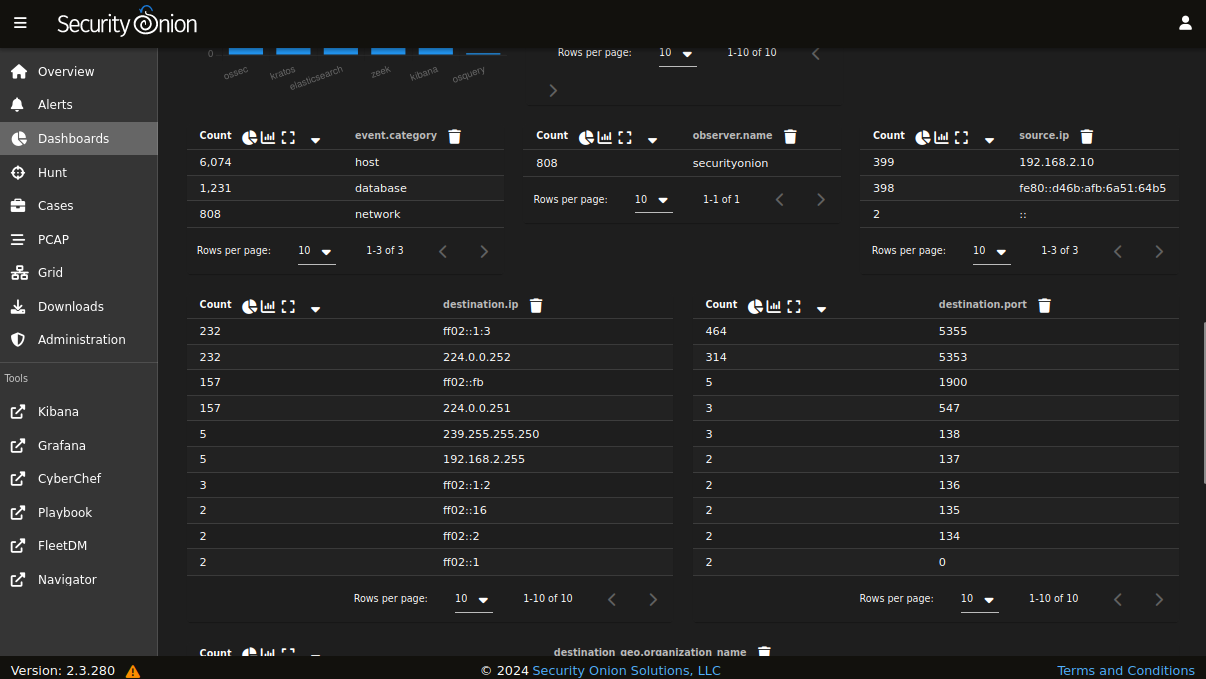 Security Onion
Overview
Alerts
Dashboards
Hunt
Cases
PCAP
Grid
Downloads
Administration
Tools
Kibana
Grafana
CyberChef
Playbook
FleetDM
Navigator
0
ossec kratos elasticsearch zeek kibana osquery
Rows per page: 10 1-10 of 10
Count event.category
6,074 host
1,231 database
808 network
Rows per page: 10 1-3 of 3
Count observer.name
808 securityonion
Rows per page: 10 1-1 of 1
Count source.ip
399 192.168.2.10
398 fe80::d46b:afb:6a51:64b5
2 ::
Rows per page: 10 1-3 of 3
Count destination.ip
232 ff02::1:3
232 224.0.0.252
157 ff02::fb
157 224.0.0.251
5 239.255.255.250
5 192.168.2.255
3 ff02::1:2
2 ff02::16
2 ff02::2
2 ff02::1
Rows per page: 10 1-10 of 10
Count destination.port
464 5355
314 5353
5 1900
3 547
3 138
2 137
2 136
2 135
2 134
2 0
Rows per page: 10 1-10 of 10
Count destination_geo.organization_name
Version: 2.3.280 © 2024 Security Onion Solutions, LLC Terms and Conditions